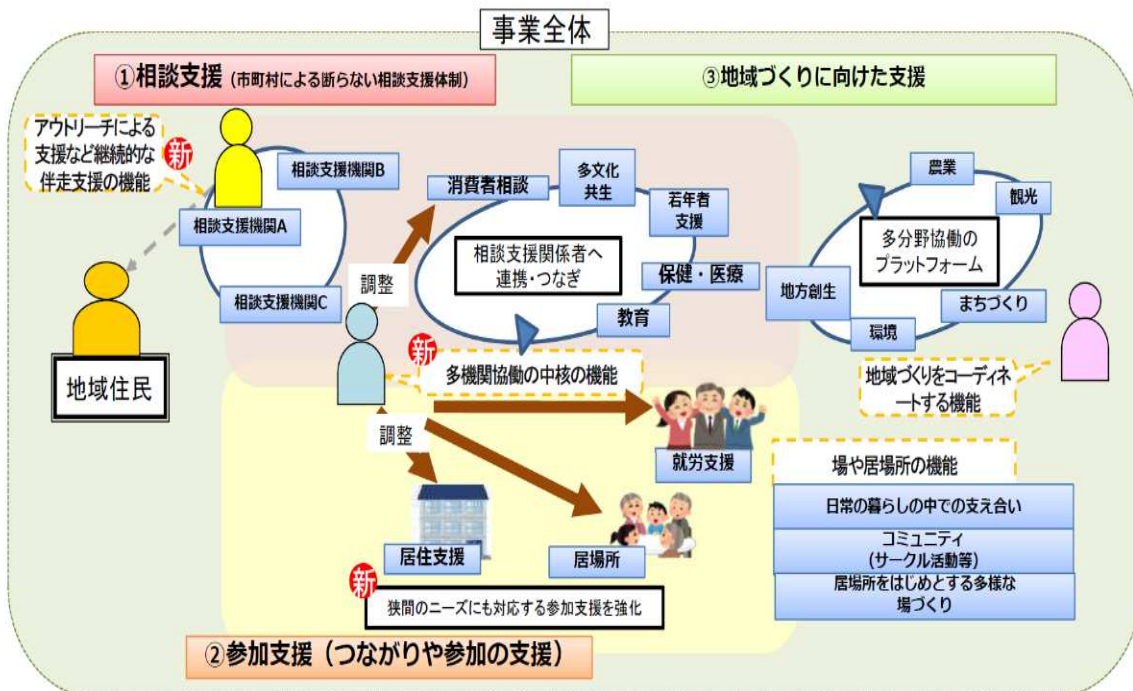 事業全体
①相談支援（市町村による断らない相談支援体制）
③地域づくりに向けた支援
アウトリーチによる
支援など継続的な
伴走支援の機能
新
相談支援機関B
相談支援機関A
相談支援機関C
地域住民
消費者相談
多文化
共生
若年者
支援
保健・医療
教育
相談支援関係者へ
連携・つなぎ
調整
新
多機関協働の中核の機能
農業
観光
多分野協働の
プラットフォーム
地方創生
まちづくり
環境
地域づくりをコーディネ
ートする機能
調整
就労支援
居住支援
居場所
新
狭間のニーズにも対応する参加支援を強化
②参加支援（つながりや参加の支援）
場や居場所の機能
日常の暮らしの中での支え合い
コミュニティ
(サークル活動等)
居場所をはじめとする多様な
場づくり